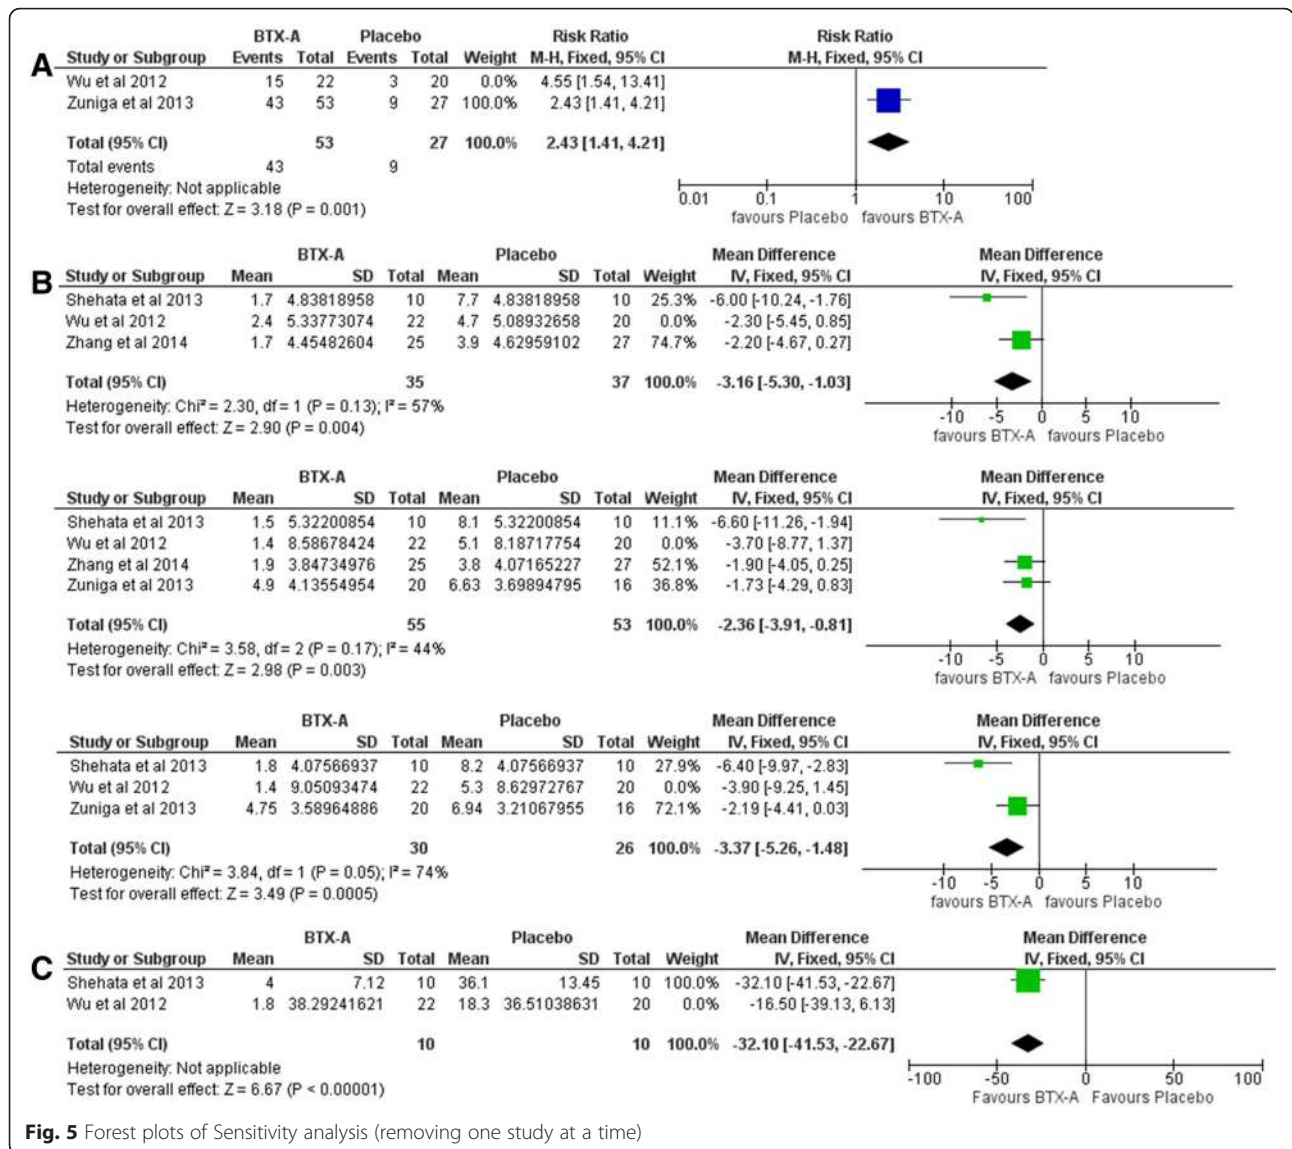 A
BTX-A Placebo Risk Ratio Risk Ratio
Study or Subgroup Events Total Events Total Weight M-H, Fixed, 95% CI M-H, Fixed, 95% CI
Wu et al 2012 15 22 3 20 0.0% 4.55 [1.54, 13.41]
Zuniga et al 2013 43 53 9 27 100.0% 2.43 [1.41, 4.21]
Total (95% CI) 53 27 100.0% 2.43 [1.41, 4.21]
Total events 43 9
Heterogeneity: Not applicable
Test for overall effect: Z = 3.18 (P = 0.001)
0.01 0.1 1 10 100
favours Placebo favours BTX-A
B
BTX-A Placebo Mean Difference Mean Difference
Study or Subgroup Mean SD Total Mean SD Total Weight IV, Fixed, 95% CI IV, Fixed, 95% CI
Shehata et al 2013 1.7 4.83818958 10 7.7 4.83818958 10 25.3% -6.00 [-10.24, -1.76]
Wu et al 2012 2.4 5.33773074 22 4.7 5.08932658 20 0.0% -2.30 [-5.45, 0.85]
Zhang et al 2014 1.7 4.45482604 25 3.9 4.62959102 27 74.7% -2.20 [-4.67, 0.27]
Total (95% CI) 35 37 100.0% -3.16 [-5.30, -1.03]
Heterogeneity: Chi² = 2.30, df = 1 (P = 0.13); I² = 57%
Test for overall effect: Z = 2.90 (P = 0.004)
-10 -5 0 5 10
favours BTX-A favours Placebo
BTX-A Placebo Mean Difference Mean Difference
Study or Subgroup Mean SD Total Mean SD Total Weight IV, Fixed, 95% CI IV, Fixed, 95% CI
Shehata et al 2013 1.5 5.32200854 10 8.1 5.32200854 10 11.1% -6.60 [-11.26, -1.94]
Wu et al 2012 1.4 8.58678424 22 5.1 8.18717754 20 0.0% -3.70 [-8.77, 1.37]
Zhang et al 2014 1.9 3.84734976 25 3.8 4.07165227 27 52.1% -1.90 [-4.05, 0.25]
Zuniga et al 2013 4.9 4.13554954 20 6.63 3.69894795 16 36.8% -1.73 [-4.29, 0.83]
Total (95% CI) 55 53 100.0% -2.36 [-3.91, -0.81]
Heterogeneity: Chi² = 3.58, df = 2 (P = 0.17); I² = 44%
Test for overall effect: Z = 2.98 (P = 0.003)
-10 -5 0 5 10
favours BTX-A favours Placebo
BTX-A Placebo Mean Difference Mean Difference
Study or Subgroup Mean SD Total Mean SD Total Weight IV, Fixed, 95% CI IV, Fixed, 95% CI
Shehata et al 2013 1.8 4.07566937 10 8.2 4.07566937 10 27.9% -6.40 [-9.97, -2.83]
Wu et al 2012 1.4 9.05093474 22 5.3 8.62972767 20 0.0% -3.90 [-9.25, 1.45]
Zuniga et al 2013 4.75 3.58964886 20 6.94 3.21067955 16 72.1% -2.19 [-4.41, 0.03]
Total (95% CI) 30 26 100.0% -3.37 [-5.26, -1.48]
Heterogeneity: Chi² = 3.84, df = 1 (P = 0.05); I² = 74%
Test for overall effect: Z = 3.49 (P = 0.0005)
-10 -5 0 5 10
favours BTX-A favours Placebo
C
BTX-A Placebo Mean Difference Mean Difference
Study or Subgroup Mean SD Total Mean SD Total Weight IV, Fixed, 95% CI IV, Fixed, 95% CI
Shehata et al 2013 4 7.12 10 36.1 13.45 10 100.0% -32.10 [-41.53, -22.67]
Wu et al 2012 1.8 38.29241621 22 18.3 36.51038631 20 0.0% -16.50 [-39.13, 6.13]
Total (95% CI) 10 10 100.0% -32.10 [-41.53, -22.67]
Heterogeneity: Not applicable
Test for overall effect: Z = 6.67 (P < 0.00001)
-100 -50 0 50 100
Favours BTX-A Favours Placebo
Fig. 5 Forest plots of Sensitivity analysis (removing one study at a time)